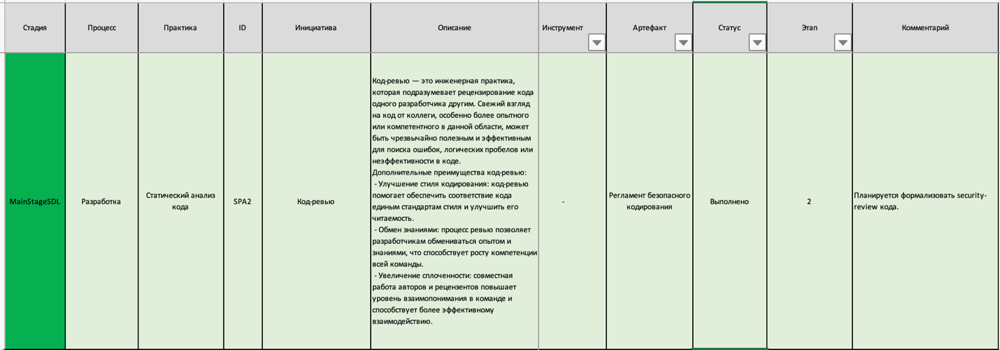 Стадия
Процесс
Практика
ID
Инициатива
Описание
Инструмент
Артефакт
Статус
Этап
Комментарий
MainStageSDL
Разработка
Статический анализ
кода
SPA2
Код-ревью
Код-ревью — это инженерная практика,
которая подразумевает рецензирование кода
одного разработчика другим. Свежий взгляд
на код от коллеги, особенно более опытного
или компетентного в данной области, может
быть чрезвычайно полезным и эффективным
для поиска ошибок, логических пробелов или
неэффективности в коде.
Дополнительные преимущества код-ревью:
- Улучшение стиля кодирования: код-ревью
помогает обеспечить соответствие кода
единым стандартам стиля и улучшить его
читаемость.
- Обмен знаниями: процесс ревью позволяет
разработчикам обмениваться опытом и
знаниями, что способствует росту компетенции
всей команды.
- Увеличение сплоченности: совместная
работа авторов и рецензентов повышает
уровень взаимопонимания в команде и
способствует более эффективному
взаимодействию.
-
Регламент безопасного
кодирования
Выполнено
2
Планируется формализовать security-
review кода.